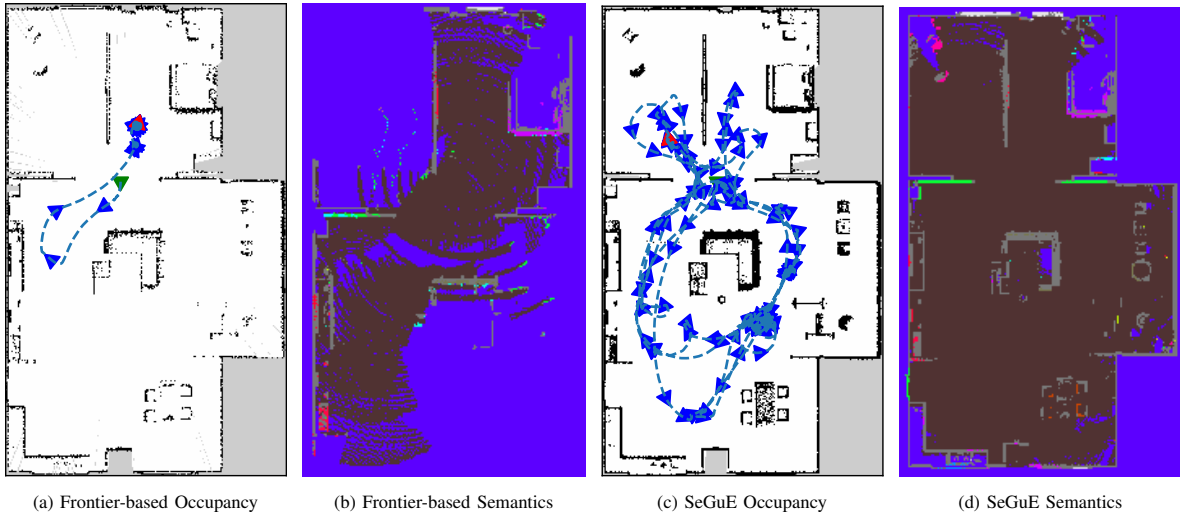 (a) Frontier-based Occupancy
(b) Frontier-based Semantics
(c) SeGuE Occupancy
(d) SeGuE Semantics